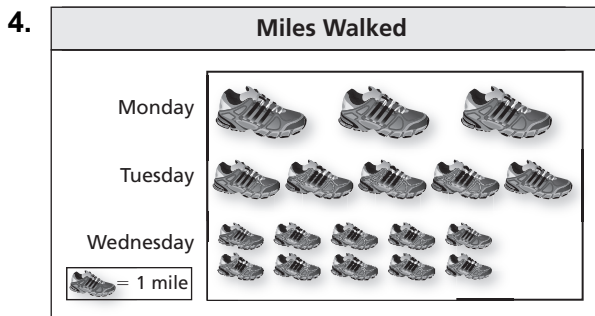 4.
Miles Walked
Monday
Tuesday
Wednesday
= 1 mile